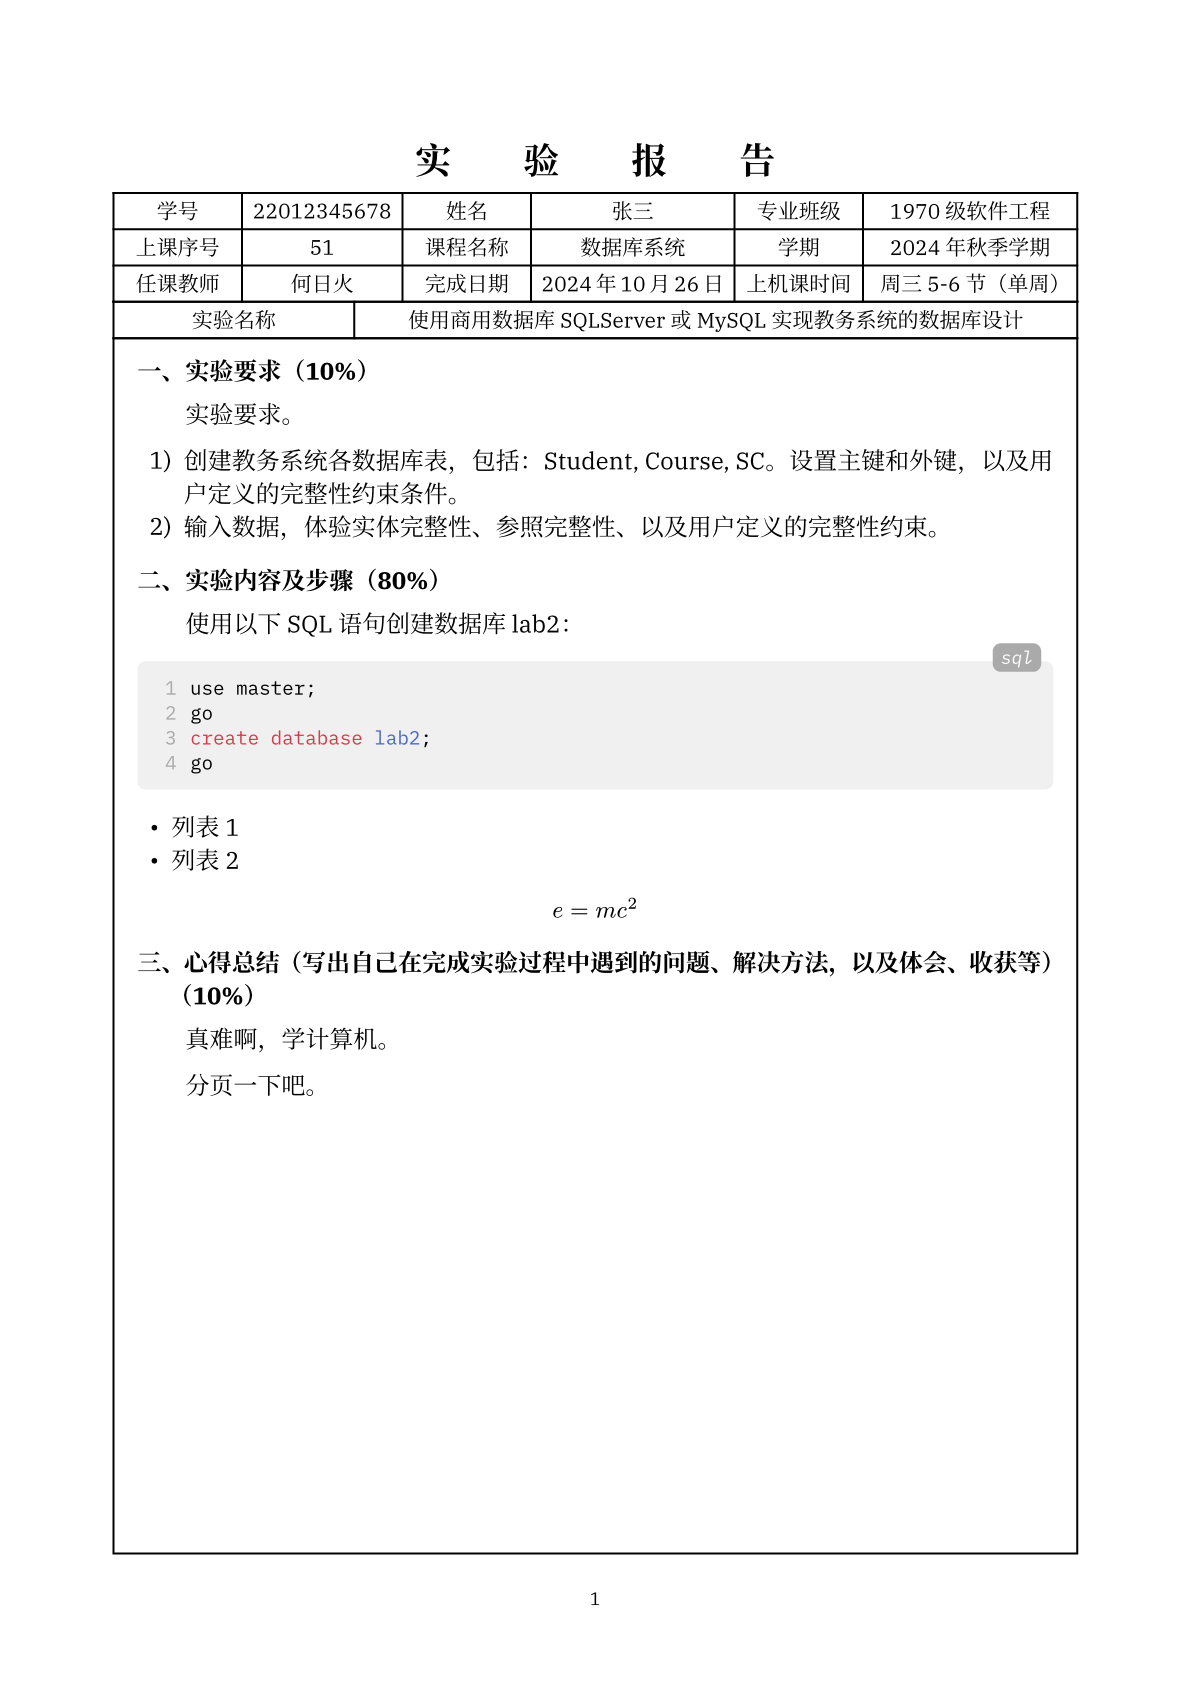 实 验 报 告
学号 22012345678 姓名 张三 专业班级 1970 级软件工程
上课序号 51 课程名称 数据库系统 学期 2024 年秋季学期
任课教师 何日火 完成日期 2024 年 10 月 26 日 上机课时间 周三 5-6 节（单周）
实验名称 使用商用数据库 SQLServer 或 MySQL 实现教务系统的数据库设计
一、实验要求（10%）
实验要求。
1) 创建教务系统各数据库表，包括：Student, Course, SC。设置主键和外键，以及用
户定义的完整性约束条件。
2) 输入数据，体验实体完整性、参照完整性、以及用户定义的完整性约束。
二、实验内容及步骤（80%）
使用以下 SQL 语句创建数据库 lab2：
sql
1 use master;
2 go
3 create database lab2;
4 go
• 列表 1
• 列表 2
e = mc²
三、心得总结（写出自己在完成实验过程中遇到的问题、解决方法，以及体会、收获等）
（10%）
真难啊，学计算机。
分页一下吧。
1